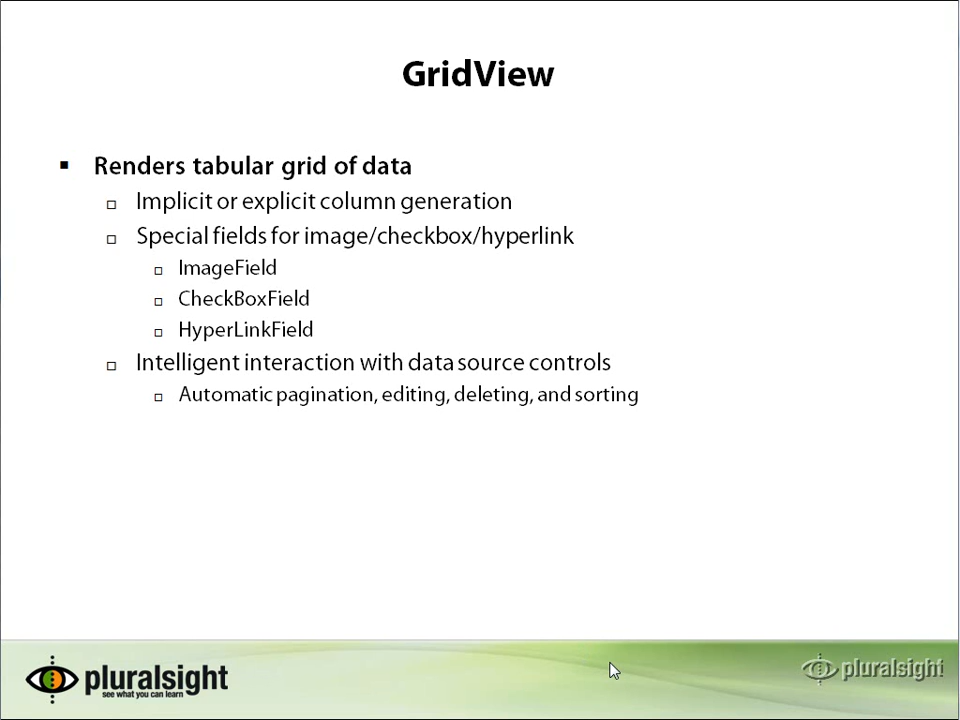 GridView
Renders tabular grid of data
Implicit or explicit column generation
Special fields for image/checkbox/hyperlink
ImageField
CheckBoxField
HyperLinkField
Intelligent interaction with data source controls
Automatic pagination, editing, deleting, and sorting
pluralsight
see what you can learn
pluralsight